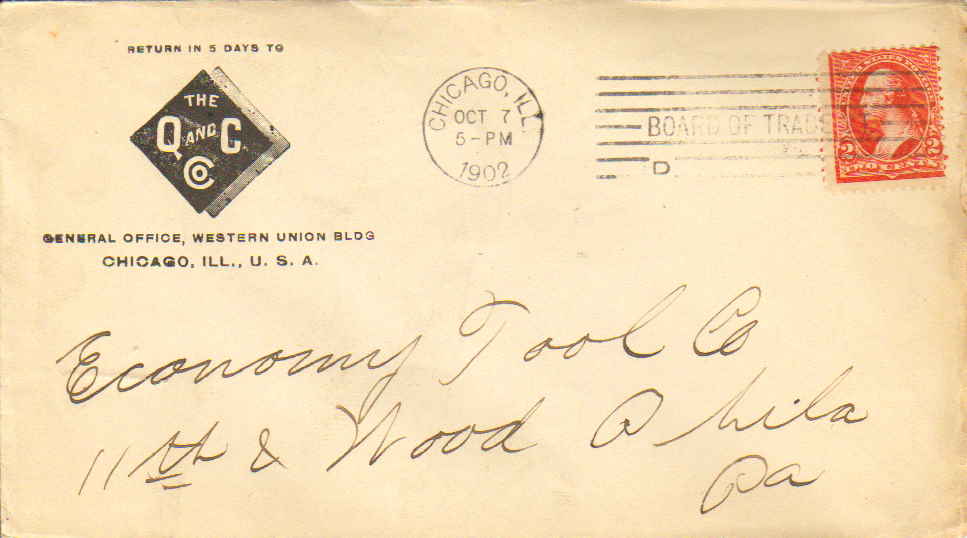 RETURN IN 5 DAYS TO
THE
Q AND C
CO
GENERAL OFFICE, WESTERN UNION BLDG
CHICAGO, ILL., U. S. A.
CHICAGO, ILL.
OCT 7
5-PM
1902
BOARD OF TRADE
D
2 2
TWO CENTS
Economy Tool Co
11th & Wood Phila
Pa